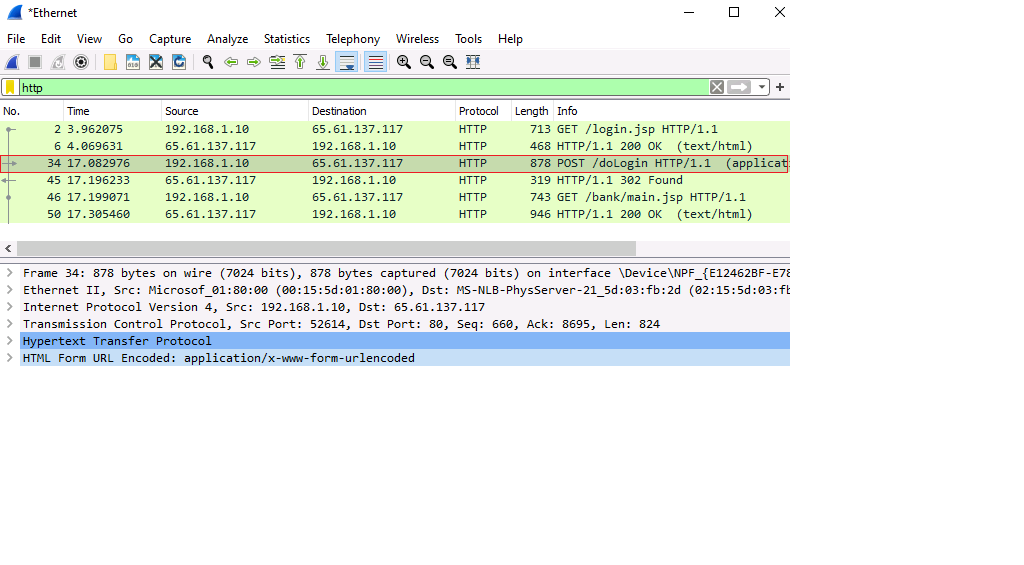 *Ethernet
File Edit View Go Capture Analyze Statistics Telephony Wireless Tools Help
http
No. Time Source Destination Protocol Length Info
2 3.962075 192.168.1.10 65.61.137.117 HTTP 713 GET /login.jsp HTTP/1.1
6 4.069631 65.61.137.117 192.168.1.10 HTTP 468 HTTP/1.1 200 OK (text/html)
34 17.082976 192.168.1.10 65.61.137.117 HTTP 878 POST /doLogin HTTP/1.1 (applicat
45 17.196233 65.61.137.117 192.168.1.10 HTTP 319 HTTP/1.1 302 Found
46 17.199071 192.168.1.10 65.61.137.117 HTTP 743 GET /bank/main.jsp HTTP/1.1
50 17.305460 65.61.137.117 192.168.1.10 HTTP 946 HTTP/1.1 200 OK (text/html)
Frame 34: 878 bytes on wire (7024 bits), 878 bytes captured (7024 bits) on interface \Device\NPF_{E12462BF-E78
Ethernet II, Src: Microsof_01:80:00 (00:15:5d:01:80:00), Dst: MS-NLB-PhysServer-21_5d:03:fb:2d (02:15:5d:03:fb
Internet Protocol Version 4, Src: 192.168.1.10, Dst: 65.61.137.117
Transmission Control Protocol, Src Port: 52614, Dst Port: 80, Seq: 660, Ack: 8695, Len: 824
Hypertext Transfer Protocol
HTML Form URL Encoded: application/x-www-form-urlencoded